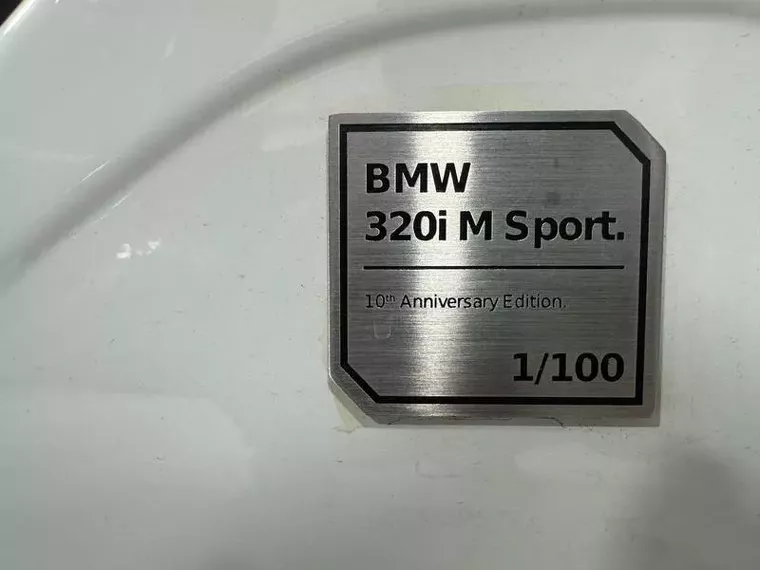 BMW
320i M Sport.
10th Anniversary Edition.
1/100